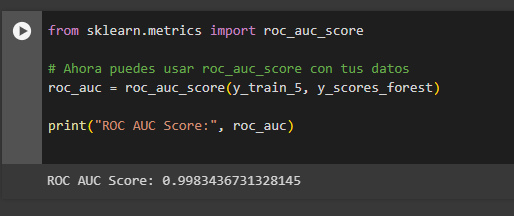 from sklearn.metrics import roc_auc_score
# Ahora puedes usar roc_auc_score con tus datos
roc_auc = roc_auc_score(y_train_5, y_scores_forest)
print("ROC AUC Score:", roc_auc)
ROC AUC Score: 0.9983436731328145